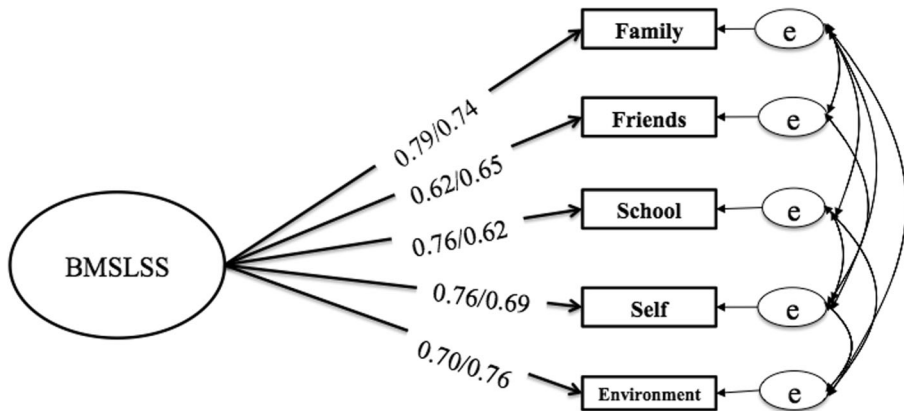 Family
e
0.79/0.74
Friends
e
0.62/0.65
School
e
0.76/0.62
BMSLSS
0.76/0.69
Self
e
0.70/0.76
Environment
e